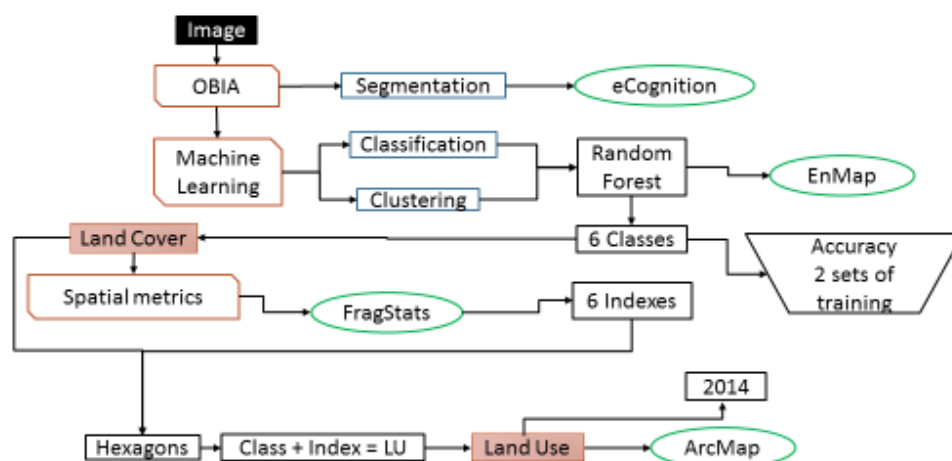 Image
OBIA
Segmentation
eCognition
Machine
Learning
Classification
Clustering
Random
Forest
EnMap
Land Cover
6 Classes
Accuracy
2 sets of
training
Spatial metrics
FragStats
6 Indexes
2014
Hexagons
Class + Index = LU
Land Use
ArcMap